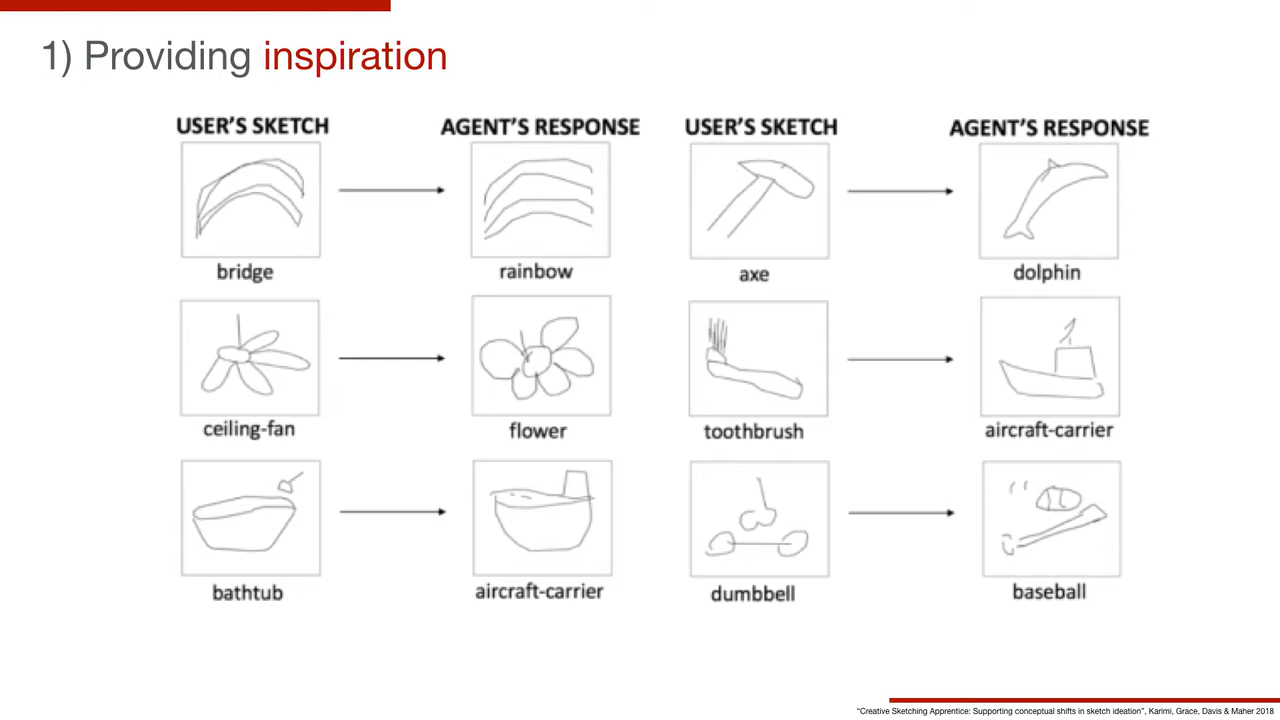 1) Providing inspiration
USER'S SKETCH AGENT'S RESPONSE USER'S SKETCH AGENT'S RESPONSE
bridge rainbow axe dolphin
ceiling-fan flower toothbrush aircraft-carrier
bathtub aircraft-carrier dumbbell baseball
"Creative Sketching Apprentice: Supporting conceptual shifts in sketch ideation", Karimi, Grace, Davis & Maher 2018